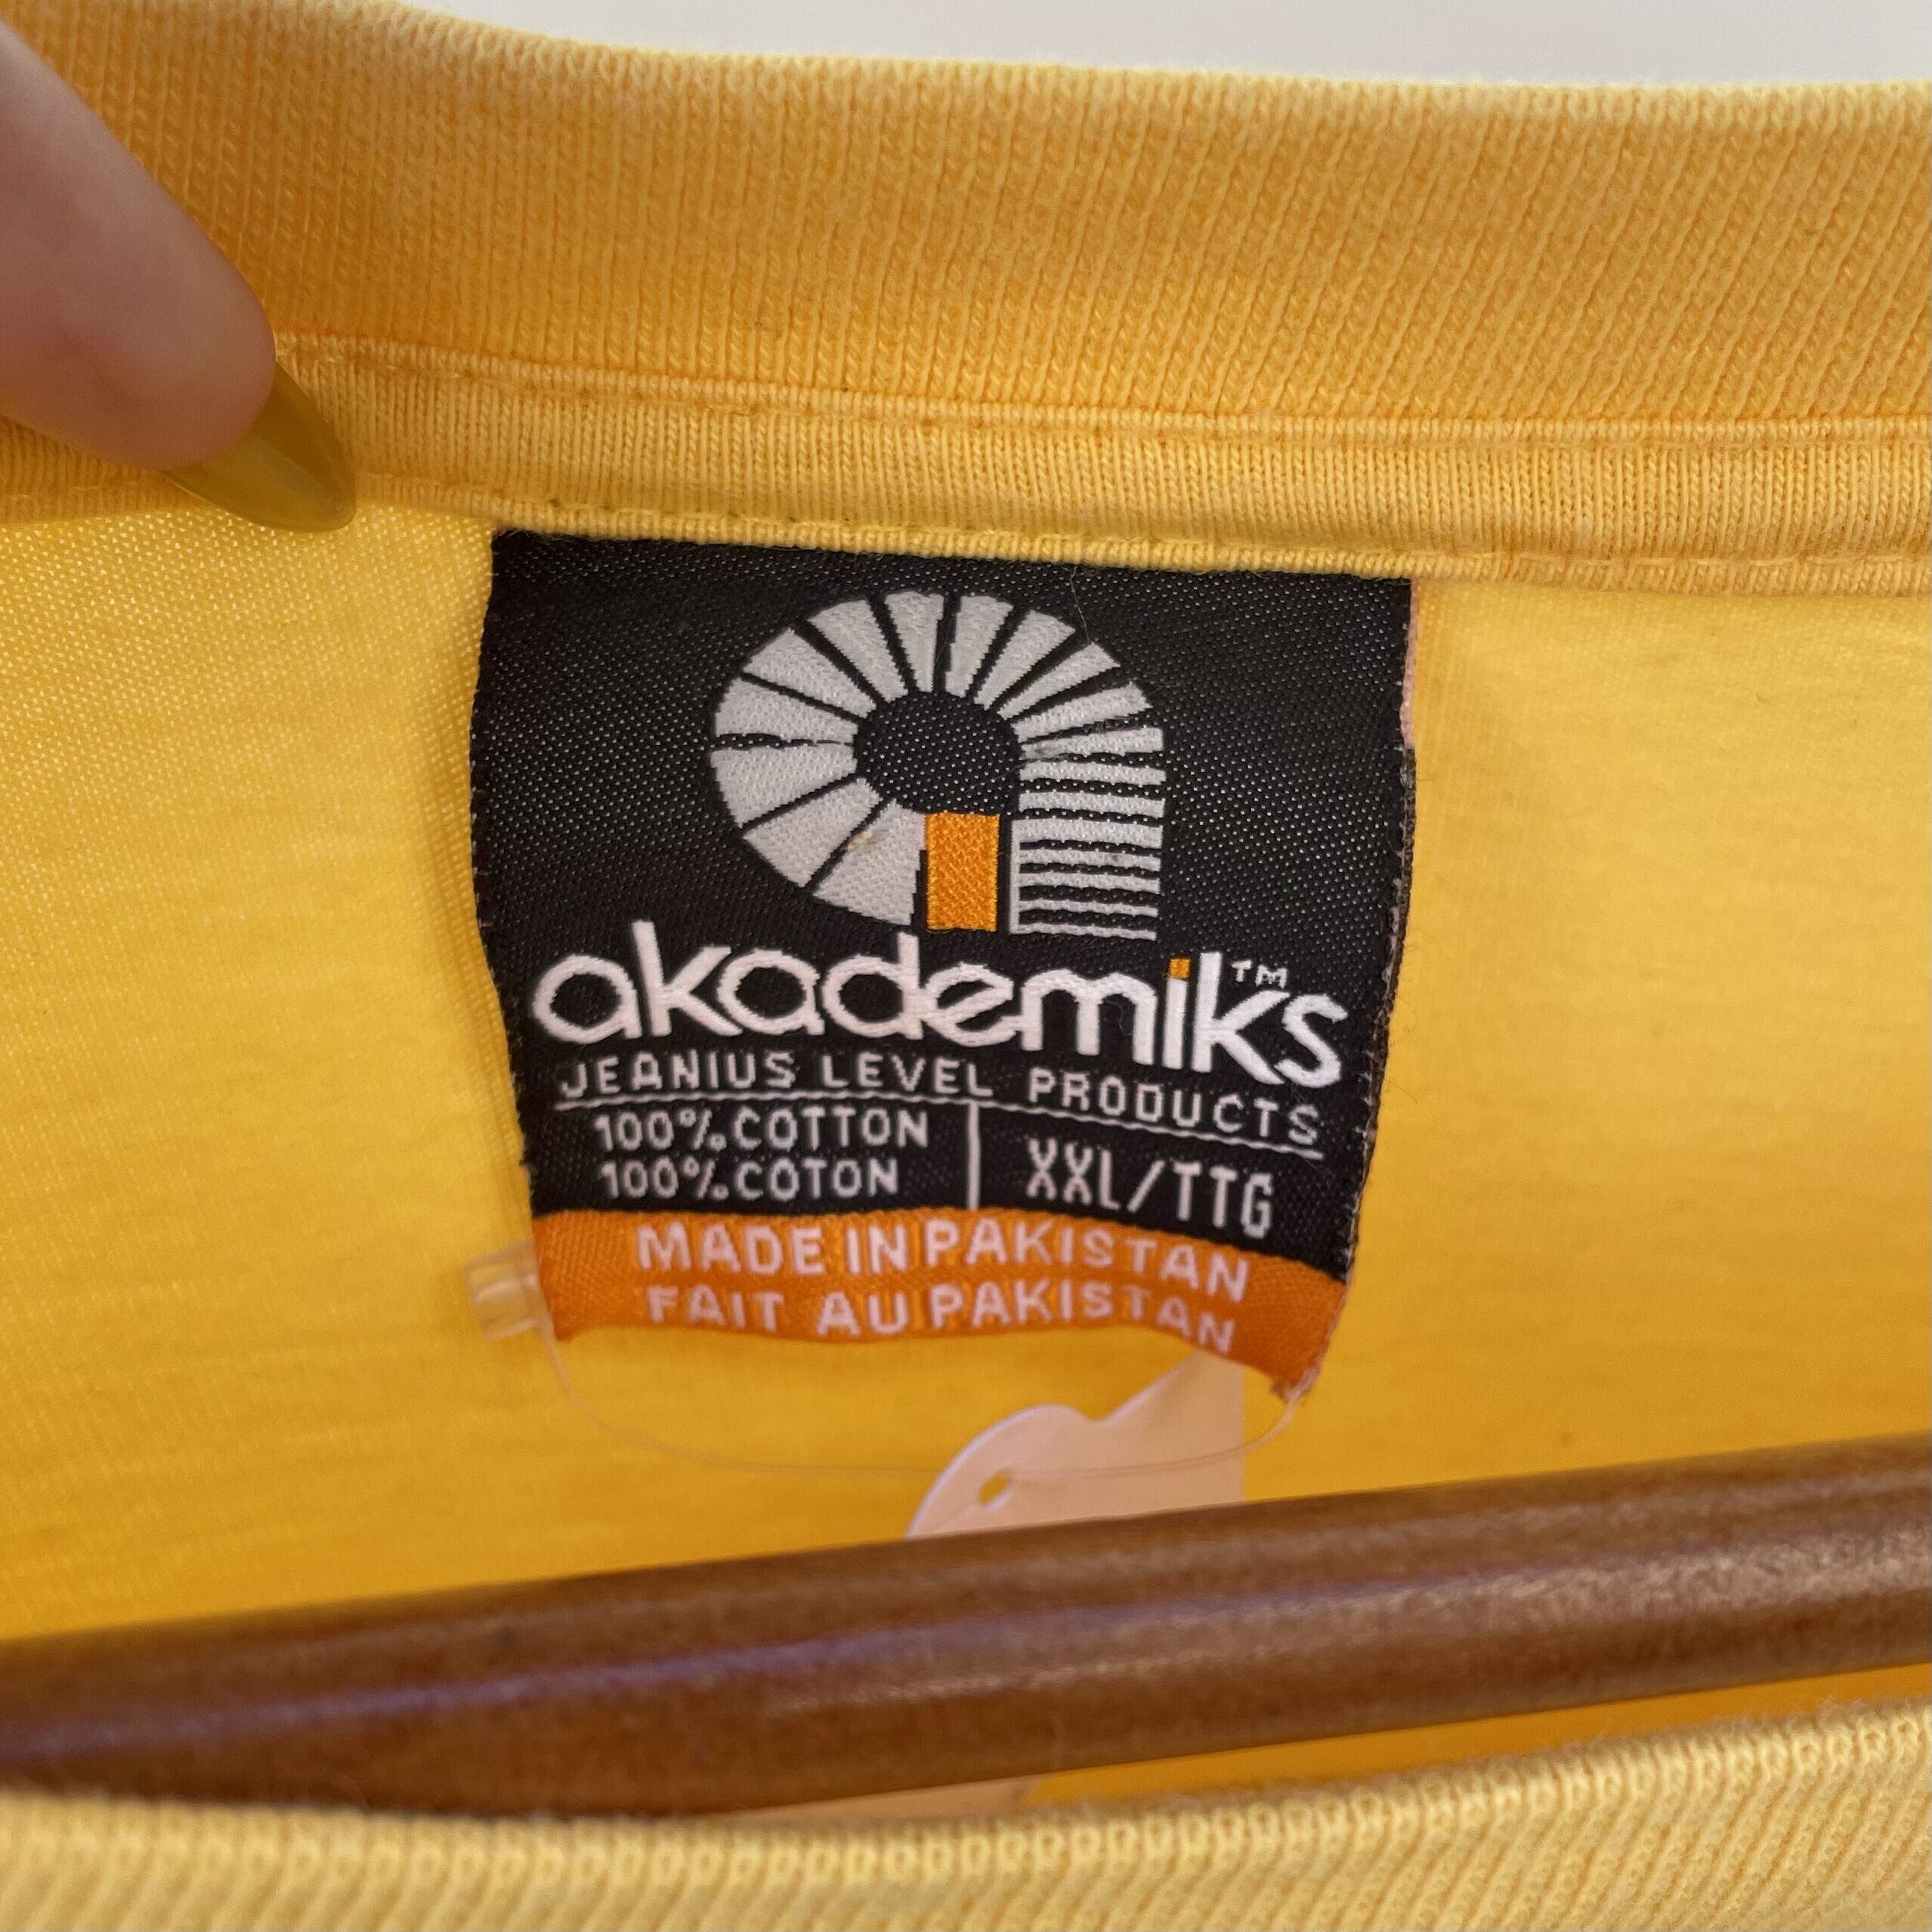 akademiks™
JEANIUS LEVEL PRODUCTS
100% COTTON
100% COTON
XXL/TTG
MADE IN PAKISTAN
FAIT AU PAKISTAN